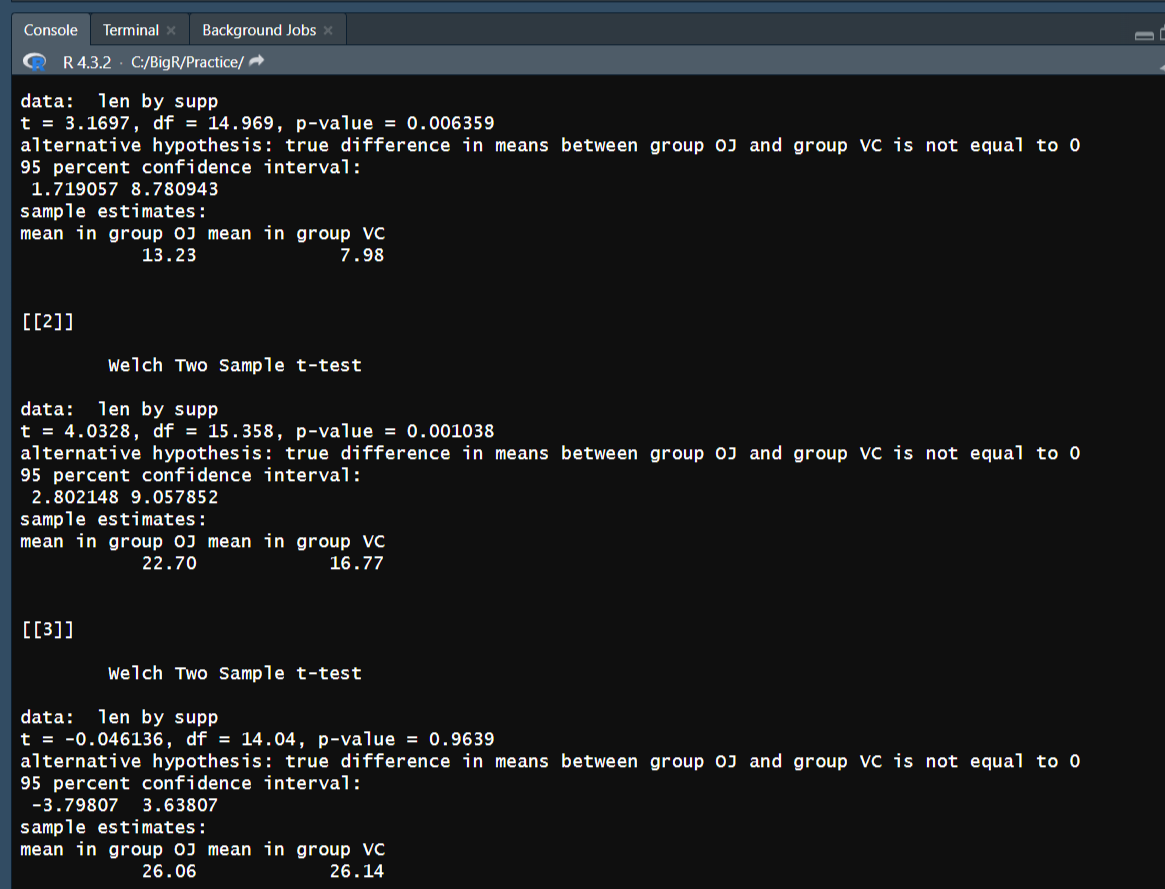 Console Terminal Background Jobs
R 4.3.2 · C:/BigR/Practice/
data:  len by supp
t = 3.1697, df = 14.969, p-value = 0.006359
alternative hypothesis: true difference in means between group OJ and group VC is not equal to 0
95 percent confidence interval:
 1.719057 8.780943
sample estimates:
mean in group OJ mean in group VC
           13.23             7.98
[[2]]
        Welch Two Sample t-test
data:  len by supp
t = 4.0328, df = 15.358, p-value = 0.001038
alternative hypothesis: true difference in means between group OJ and group VC is not equal to 0
95 percent confidence interval:
 2.802148 9.057852
sample estimates:
mean in group OJ mean in group VC
           22.70            16.77
[[3]]
        Welch Two Sample t-test
data:  len by supp
t = -0.046136, df = 14.04, p-value = 0.9639
alternative hypothesis: true difference in means between group OJ and group VC is not equal to 0
95 percent confidence interval:
 -3.79807  3.63807
sample estimates:
mean in group OJ mean in group VC
           26.06            26.14